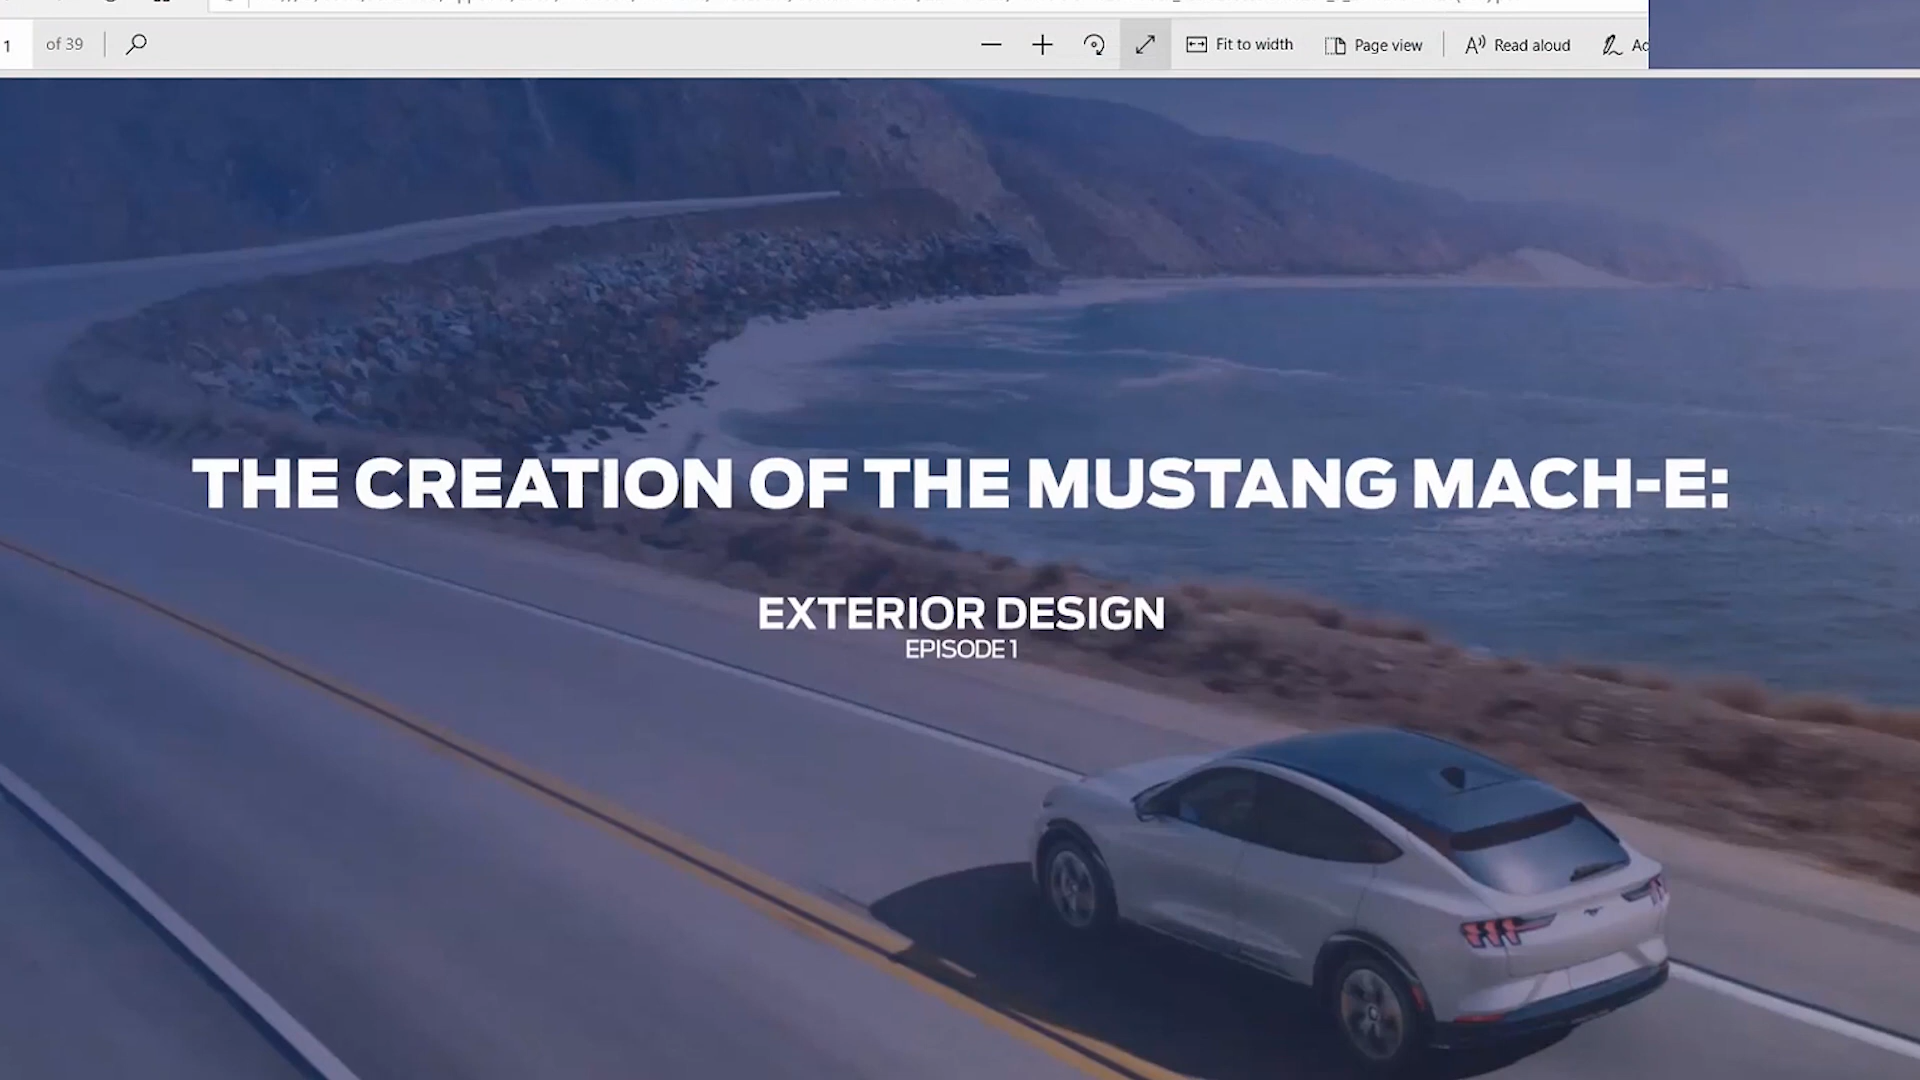 1 of 39 Fit to width Page view Read aloud
THE CREATION OF THE MUSTANG MACH-E:
EXTERIOR DESIGN
EPISODE 1